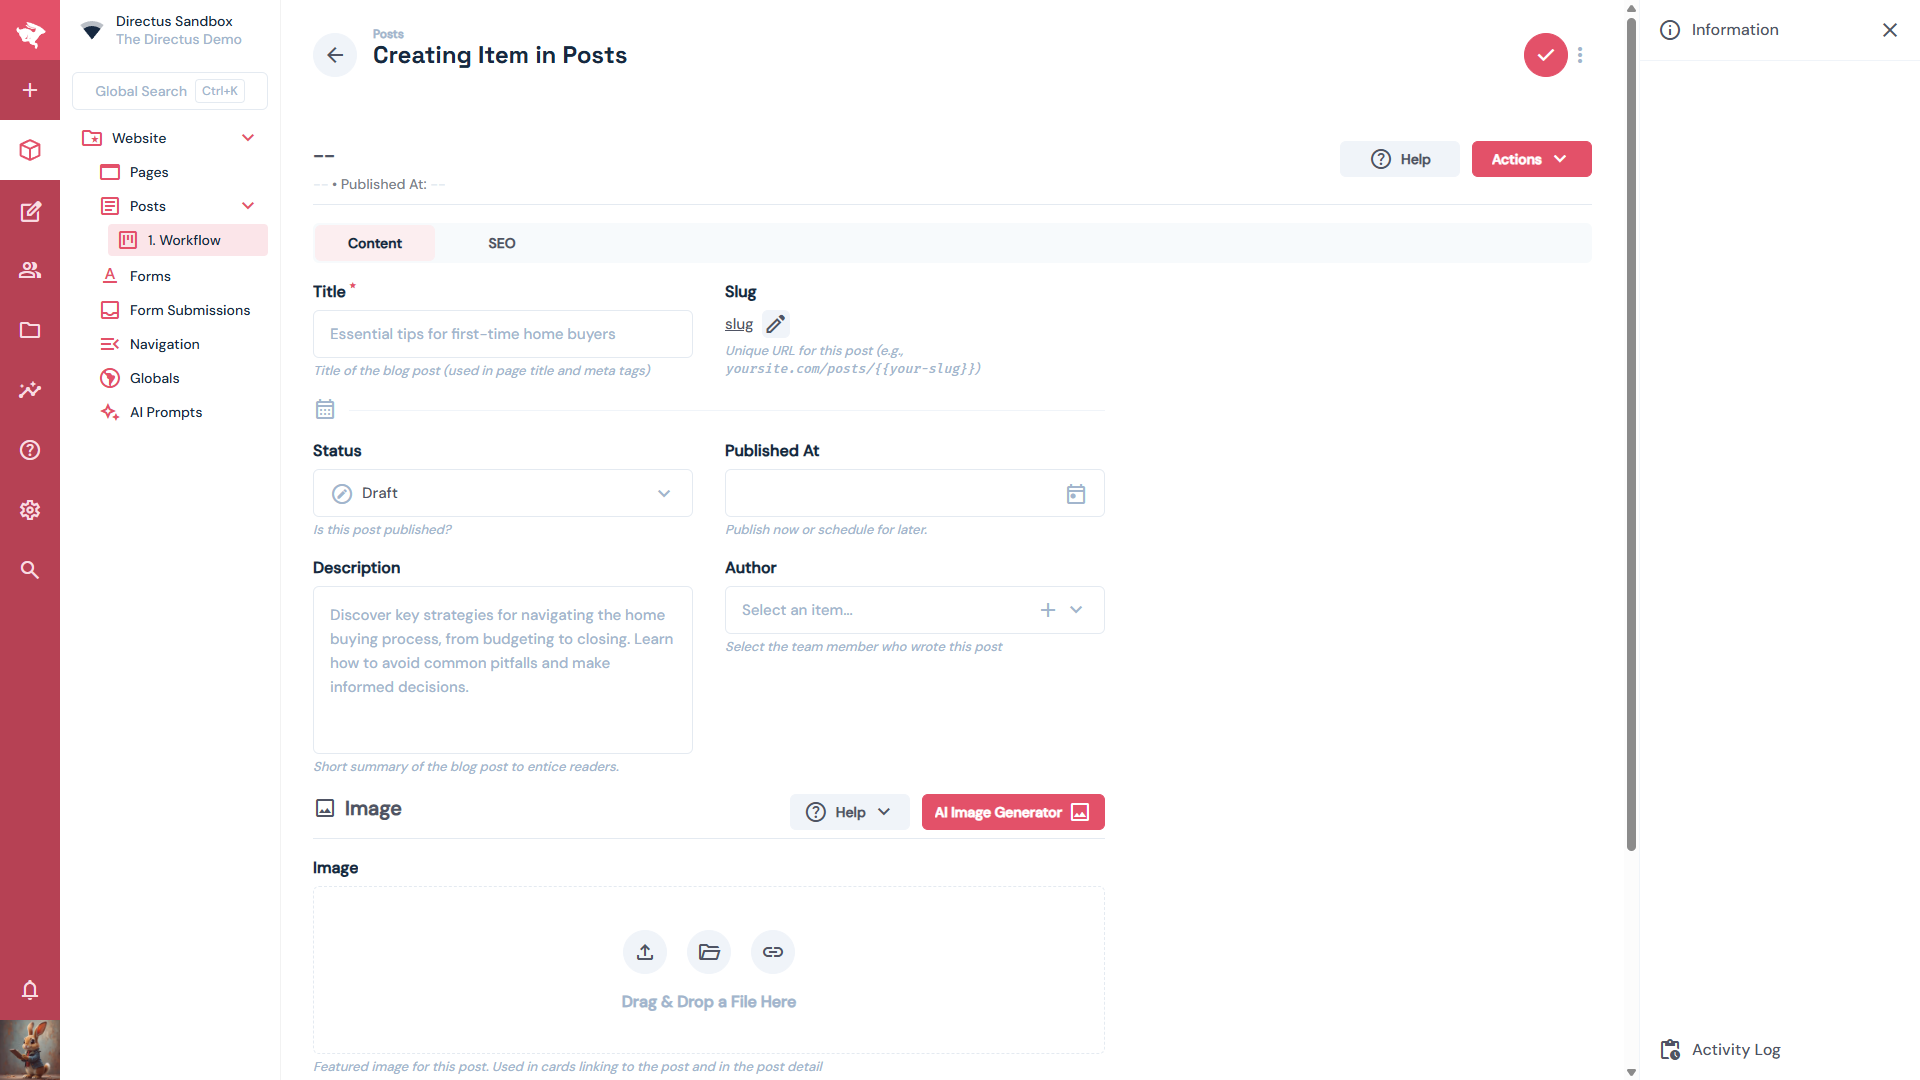 Directus Sandbox
The Directus Demo
Global Search Ctrl+K
Website
Pages
Posts
1. Workflow
Forms
Form Submissions
Navigation
Globals
AI Prompts
Posts
Creating Item in Posts
--
-- • Published At: --
Help
Actions
Content
SEO
Title *
Essential tips for first-time home buyers
Title of the blog post (used in page title and meta tags)
Slug
slug
Unique URL for this post (e.g.,
yoursite.com/posts/{{your-slug}})
Status
Draft
Is this post published?
Published At
Publish now or schedule for later.
Description
Discover key strategies for navigating the home
buying process, from budgeting to closing. Learn
how to avoid common pitfalls and make
informed decisions.
Short summary of the blog post to entice readers.
Author
Select an item...
Select the team member who wrote this post
Image
Help
AI Image Generator
Image
Drag & Drop a File Here
Featured image for this post. Used in cards linking to the post and in the post detail
Information
Activity Log